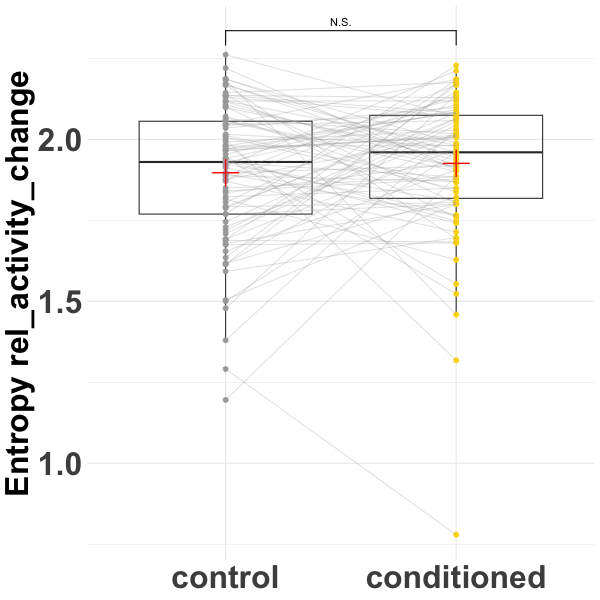 N.S.
Entropy rel_activity_change
2.0
1.5
1.0
control conditioned